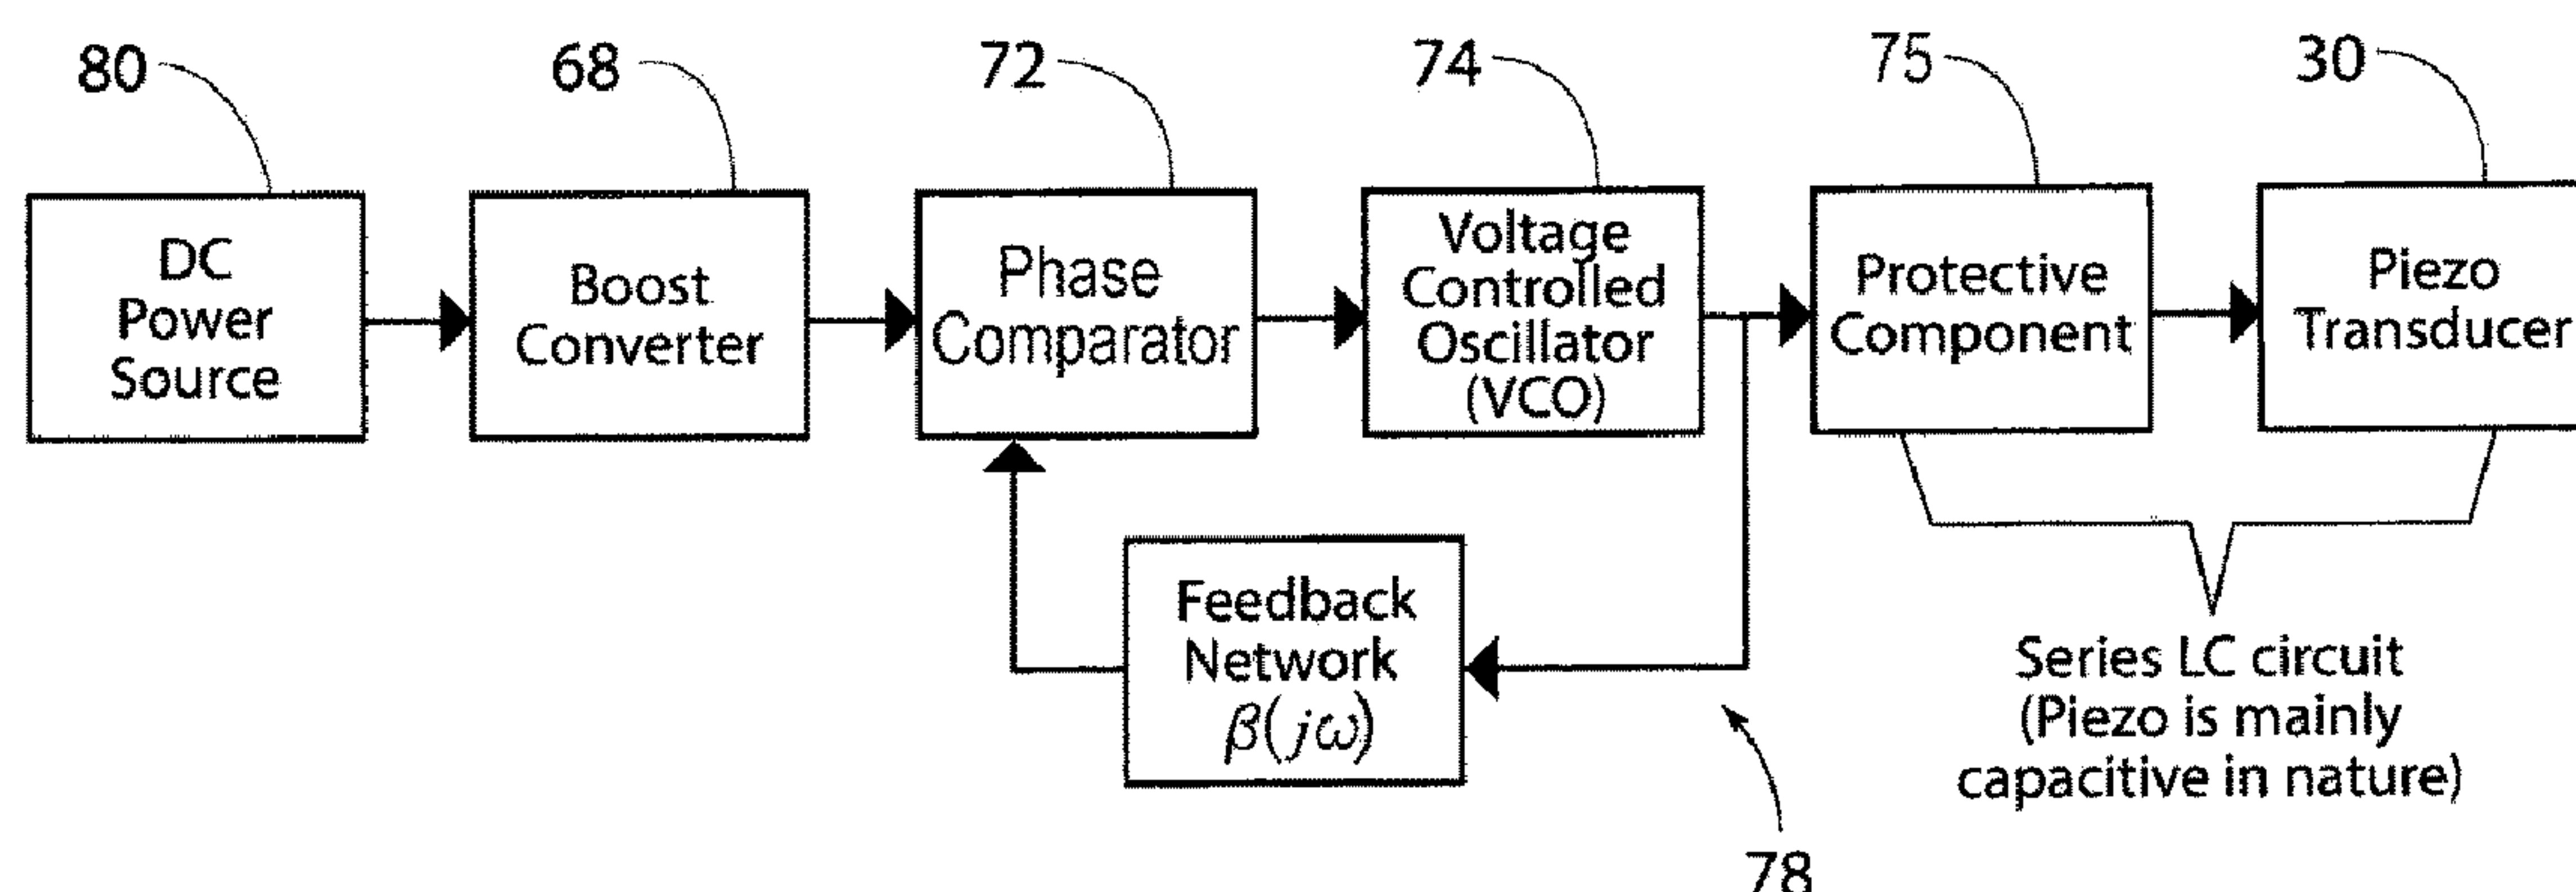 80
68
72
74
75
30
DC
Power
Source
Boost
Converter
Phase
Comparator
Voltage
Controlled
Oscillator
(VCO)
Protective
Component
Piezo
Transducer
Feedback
Network
β(jω)
Series LC circuit
(Piezo is mainly
capacitive in nature)
78